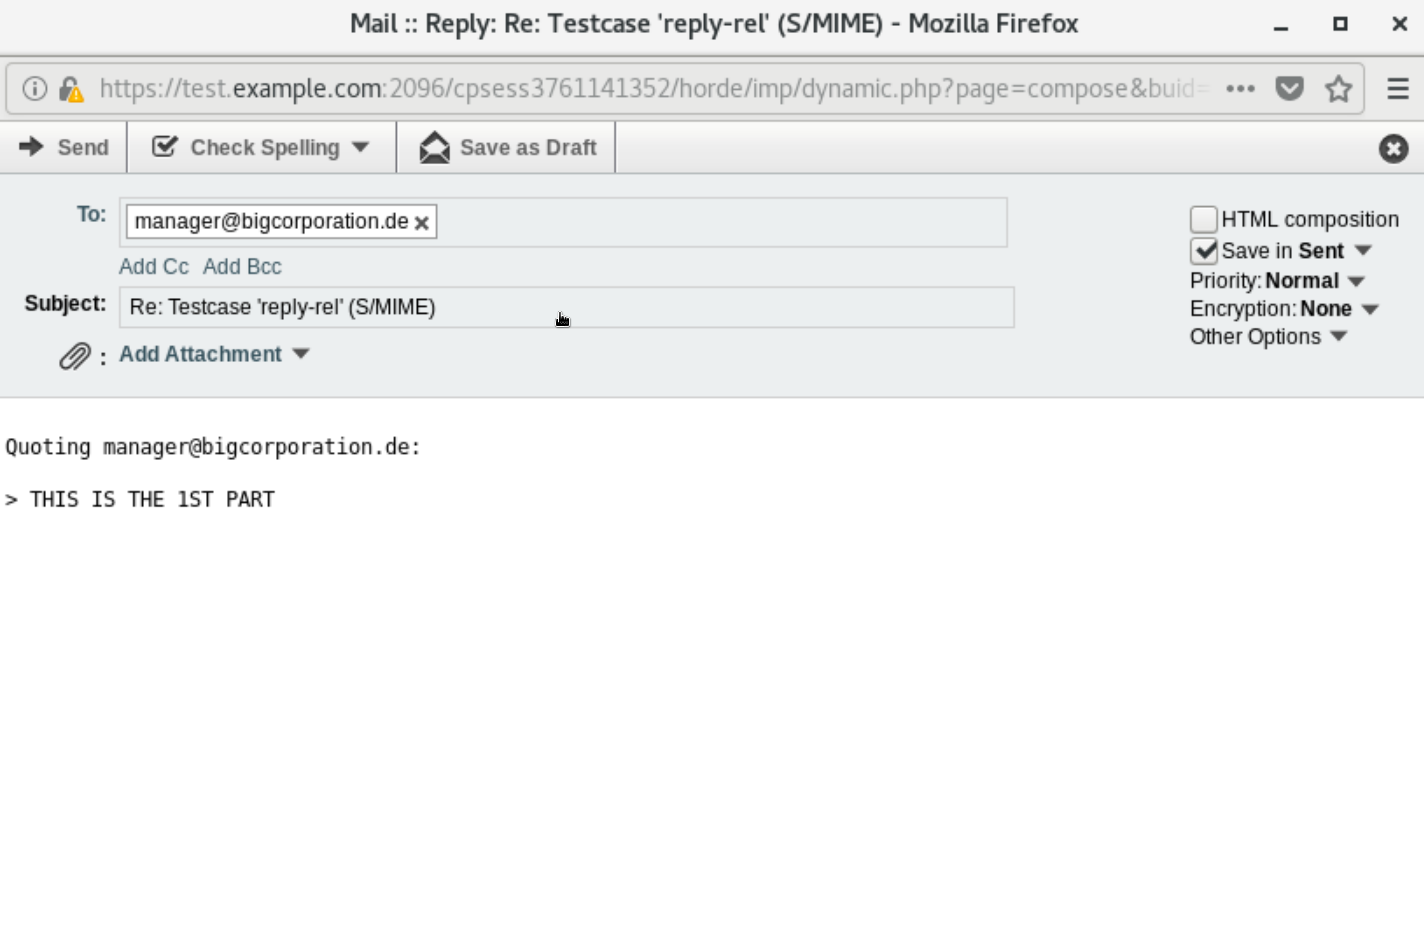 Mail :: Reply: Re: Testcase 'reply-rel' (S/MIME) - Mozilla Firefox
https://test.example.com:2096/cpsess3761141352/horde/imp/dynamic.php?page=compose&buid=
Send Check Spelling Save as Draft
To: manager@bigcorporation.de
HTML composition
Add Cc Add Bcc
Save in Sent
Subject: Re: Testcase 'reply-rel' (S/MIME)
Priority: Normal
Encryption: None
Other Options
: Add Attachment
Quoting manager@bigcorporation.de:
> THIS IS THE 1ST PART